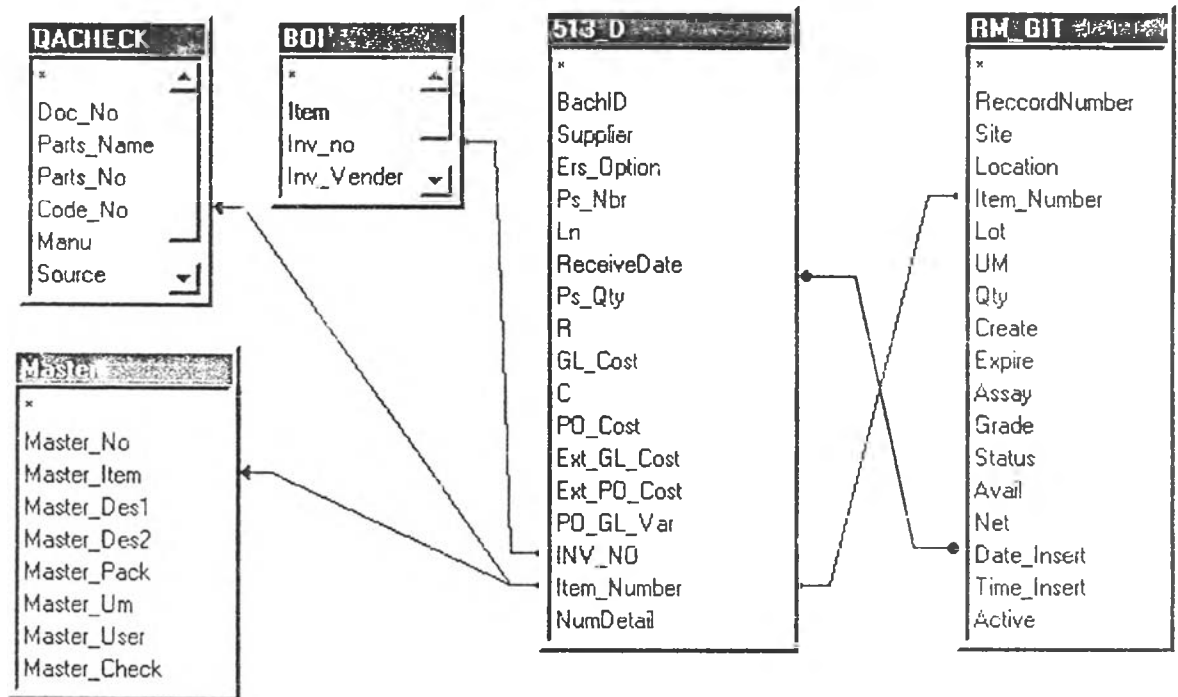 QACHECK
*
Doc_No
Parts_Name
Parts_No
Code_No
Manu
Source
BOI
*
Item
Inv_no
Inv_Vender
513_D
*
BachID
Supplier
Ers_Option
Ps_Nbr
Ln
ReceiveDate
Ps_Qty
R
GL_Cost
C
PO_Cost
Ext_GL_Cost
Ext_PO_Cost
PO_GL_Var
INV_NO
Item_Number
NumDetail
RM_GIT
*
ReccordNumber
Site
Location
Item_Number
Lot
UM
Qty
Create
Expire
Assay
Grade
Status
Avail
Net
Date_Insert
Time_Insert
Active
Master
*
Master_No
Master_Item
Master_Des1
Master_Des2
Master_Pack
Master_Um
Master_User
Master_Check